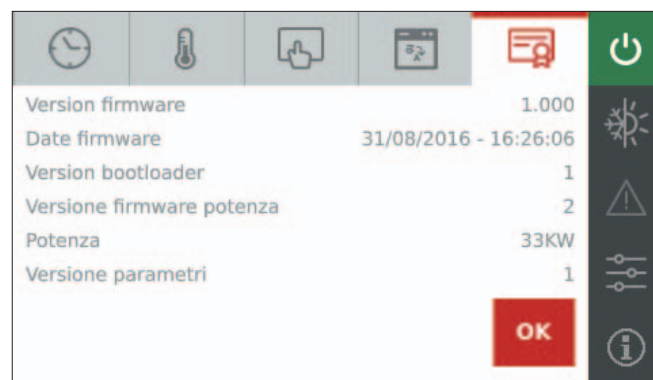 Version firmware 1.000
Date firmware 31/08/2016 - 16:26:06
Version bootloader 1
Versione firmware potenza 2
Potenza 33KW
Versione parametri 1
OK